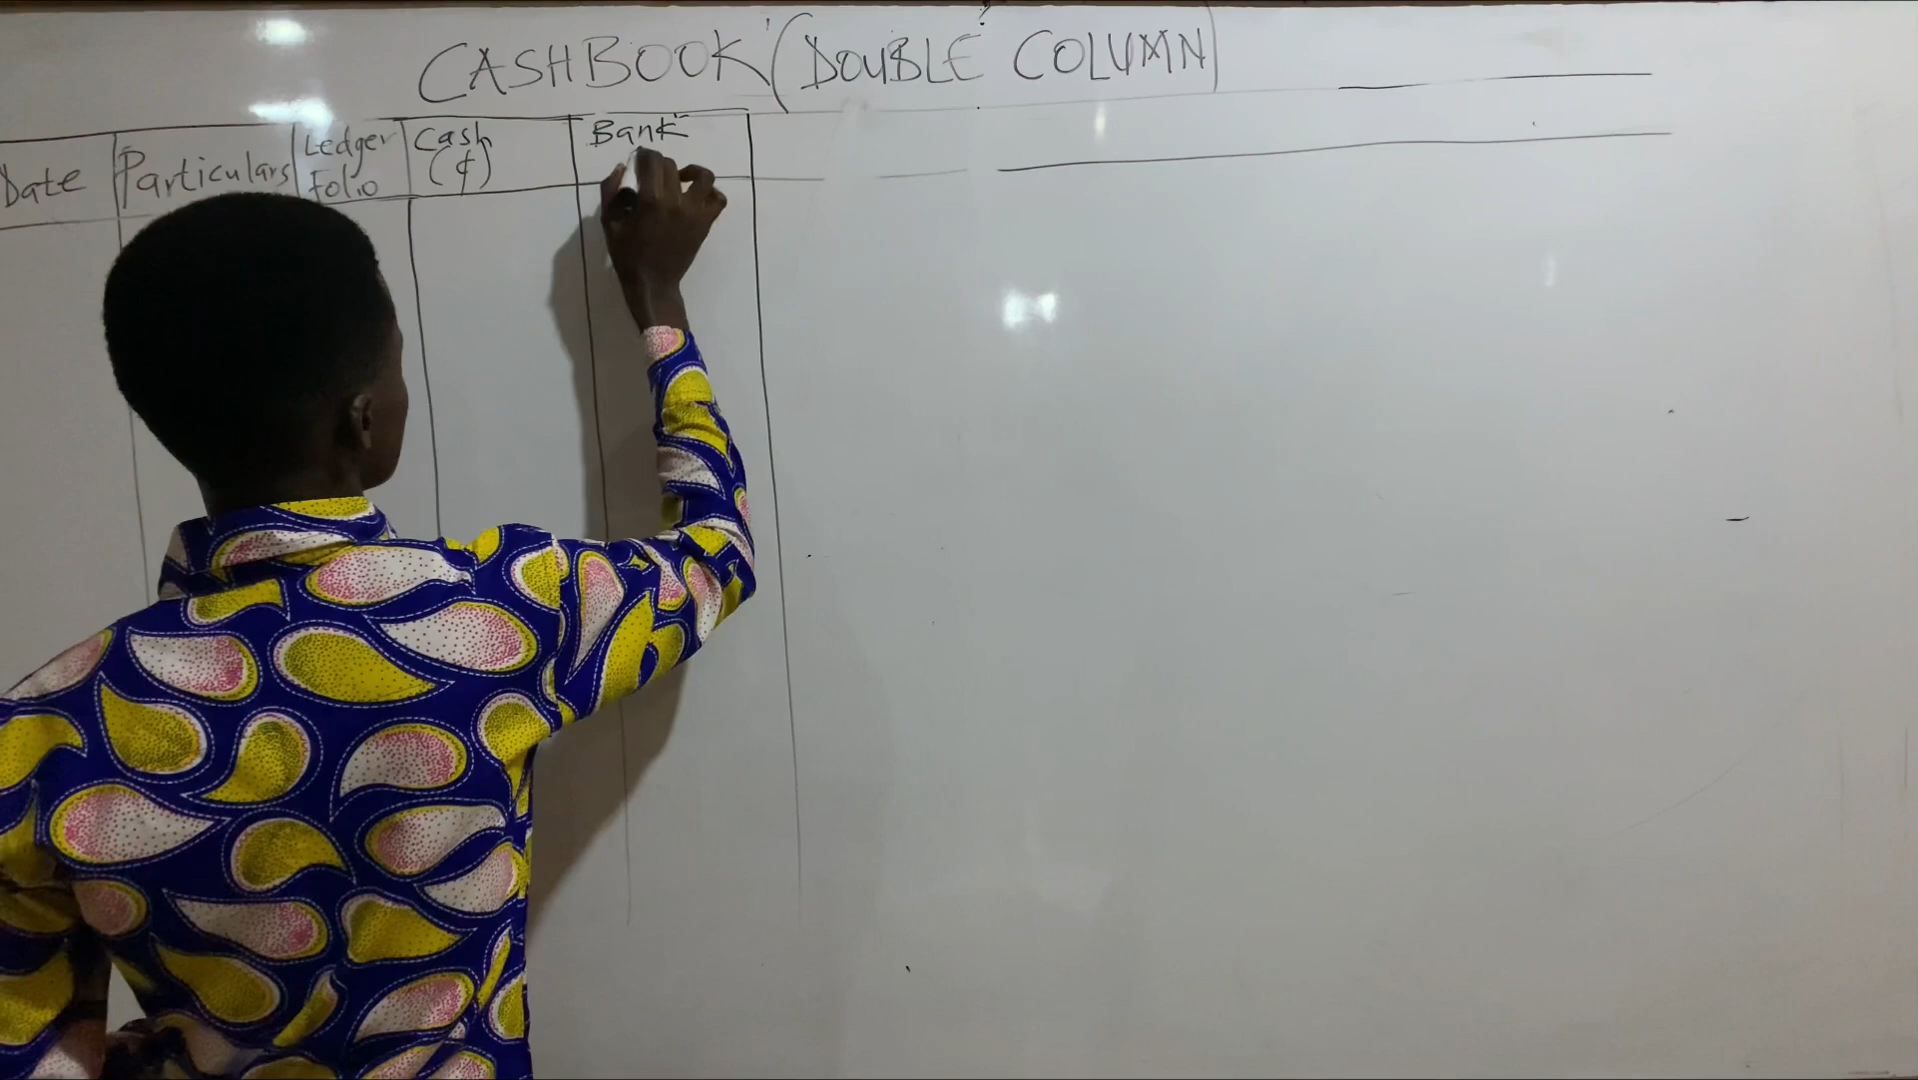 CASHBOOK (DOUBLE COLUMN)
Date Particulars Ledger Folio Cash (₵) Bank